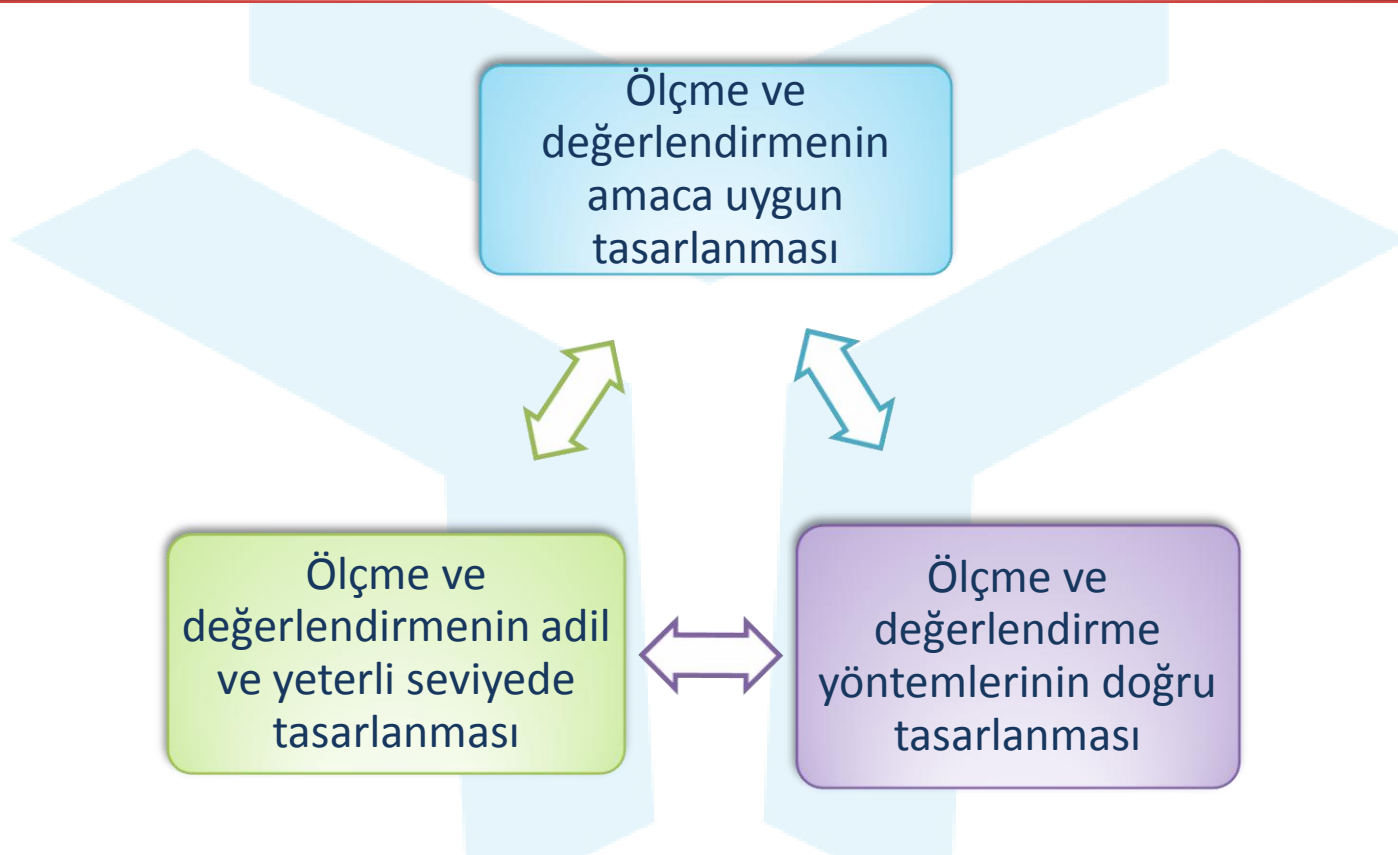 Ölçme ve
değerlendirmenin
amaca uygun
tasarlanması
Ölçme ve
değerlendirmenin adil
ve yeterli seviyede
tasarlanması
Ölçme ve
değerlendirme
yöntemlerinin doğru
tasarlanması